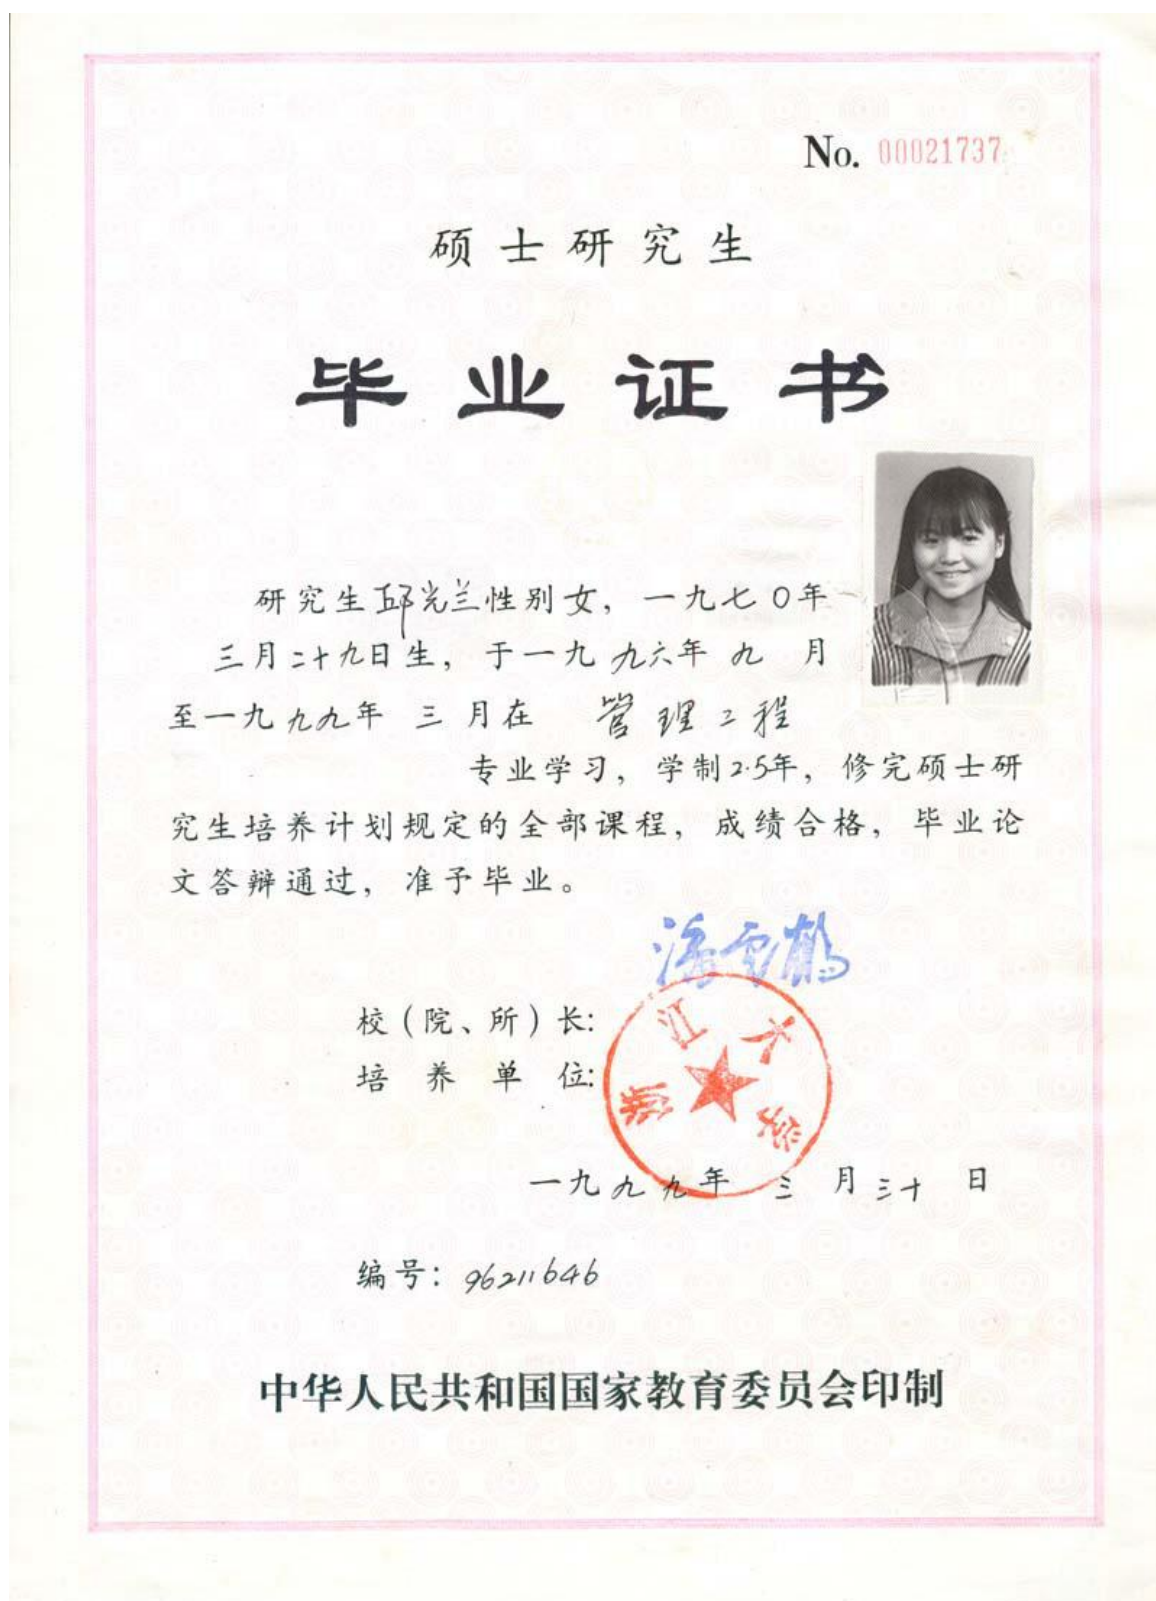 No. 00021737
硕士研究生
毕业证书
研究生邱光兰性别女，一九七0年
三月二十九日生，于一九九六年九月
至一九九九年三月在管理工程
专业学习，学制2.5年，修完硕士研
究生培养计划规定的全部课程，成绩合格，毕业论
文答辩通过，准予毕业。
潘云鹤
校（院、所）长：
培养单位：
浙江大学
一九九九年三月三十日
编号：96211646
中华人民共和国国家教育委员会印制